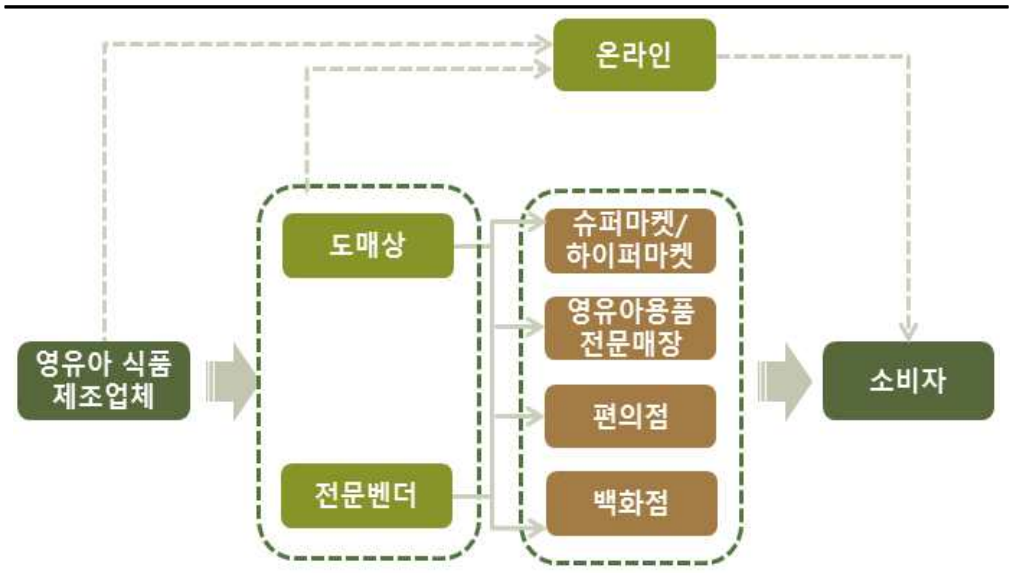 온라인
도매상
슈퍼마켓/
하이퍼마켓
영유아용품
전문매장
영유아 식품
제조업체
소비자
편의점
전문벤더
백화점